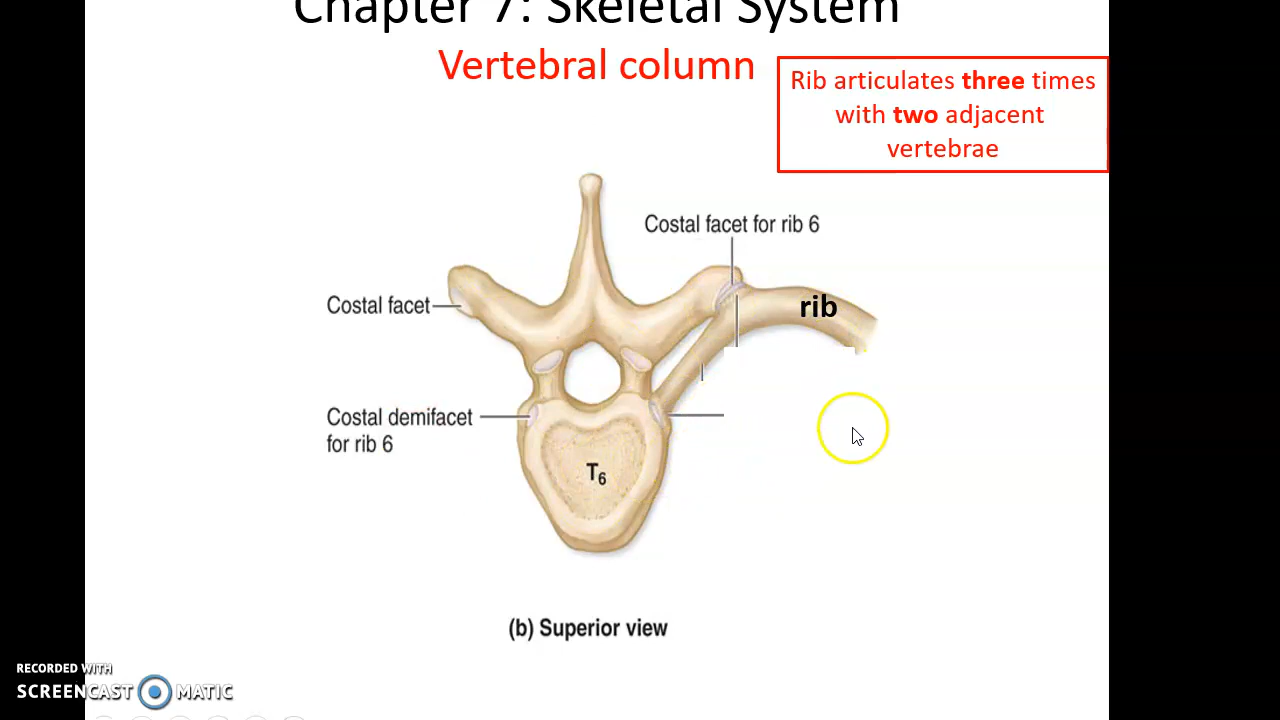 Chapter 7: Skeletal System
Vertebral column
Rib articulates three times
with two adjacent
vertebrae
Costal facet for rib 6
Costal facet
rib
Costal demifacet
for rib 6
T6
(b) Superior view
RECORDED WITH
SCREENCAST MATIC